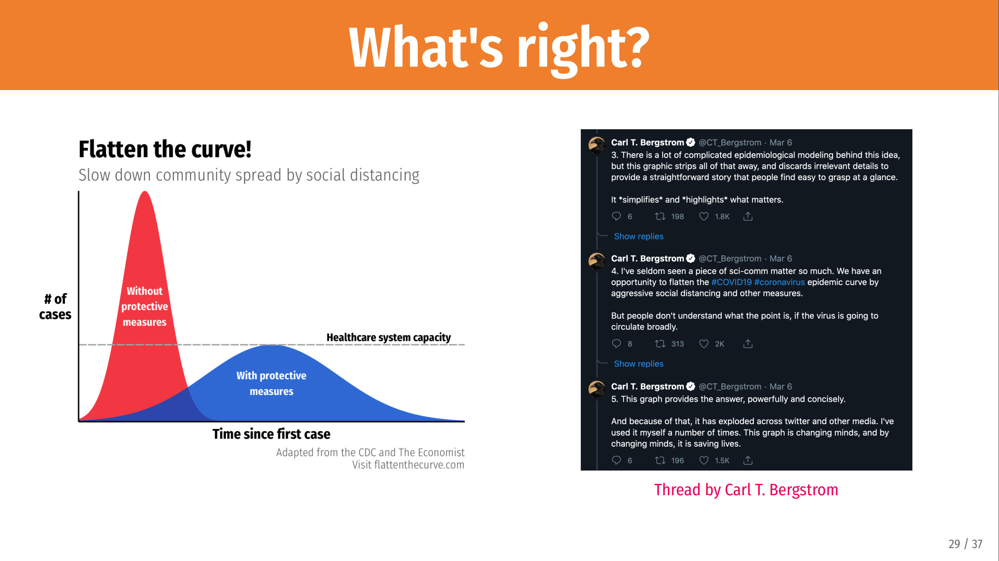 What's right?
Flatten the curve!
Slow down community spread by social distancing
# of
cases
Without
protective
measures
Healthcare system capacity
With protective
measures
Time since first case
Adapted from the CDC and The Economist
Visit flattenthecurve.com
Carl T. Bergstrom @CT_Bergstrom · Mar 6
3. There is a lot of complicated epidemiological modeling behind this idea,
but this graphic strips all of that away, and discards irrelevant details to
provide a straightforward story that people find easy to grasp at a glance.
It *simplifies* and *highlights* what matters.
6 198 1.8K
Show replies
Carl T. Bergstrom @CT_Bergstrom · Mar 6
4. I've seldom seen a piece of sci-comm matter so much. We have an
opportunity to flatten the #COVID19 #coronavirus epidemic curve by
aggressive social distancing and other measures.
But people don't understand what the point is, if the virus is going to
circulate broadly.
8 313 2K
Show replies
Carl T. Bergstrom @CT_Bergstrom · Mar 6
5. This graph provides the answer, powerfully and concisely.
And because of that, it has exploded across twitter and other media. I've
used it myself a number of times. This graph is changing minds, and by
changing minds, it is saving lives.
6 196 1.5K
Thread by Carl T. Bergstrom
29 / 37